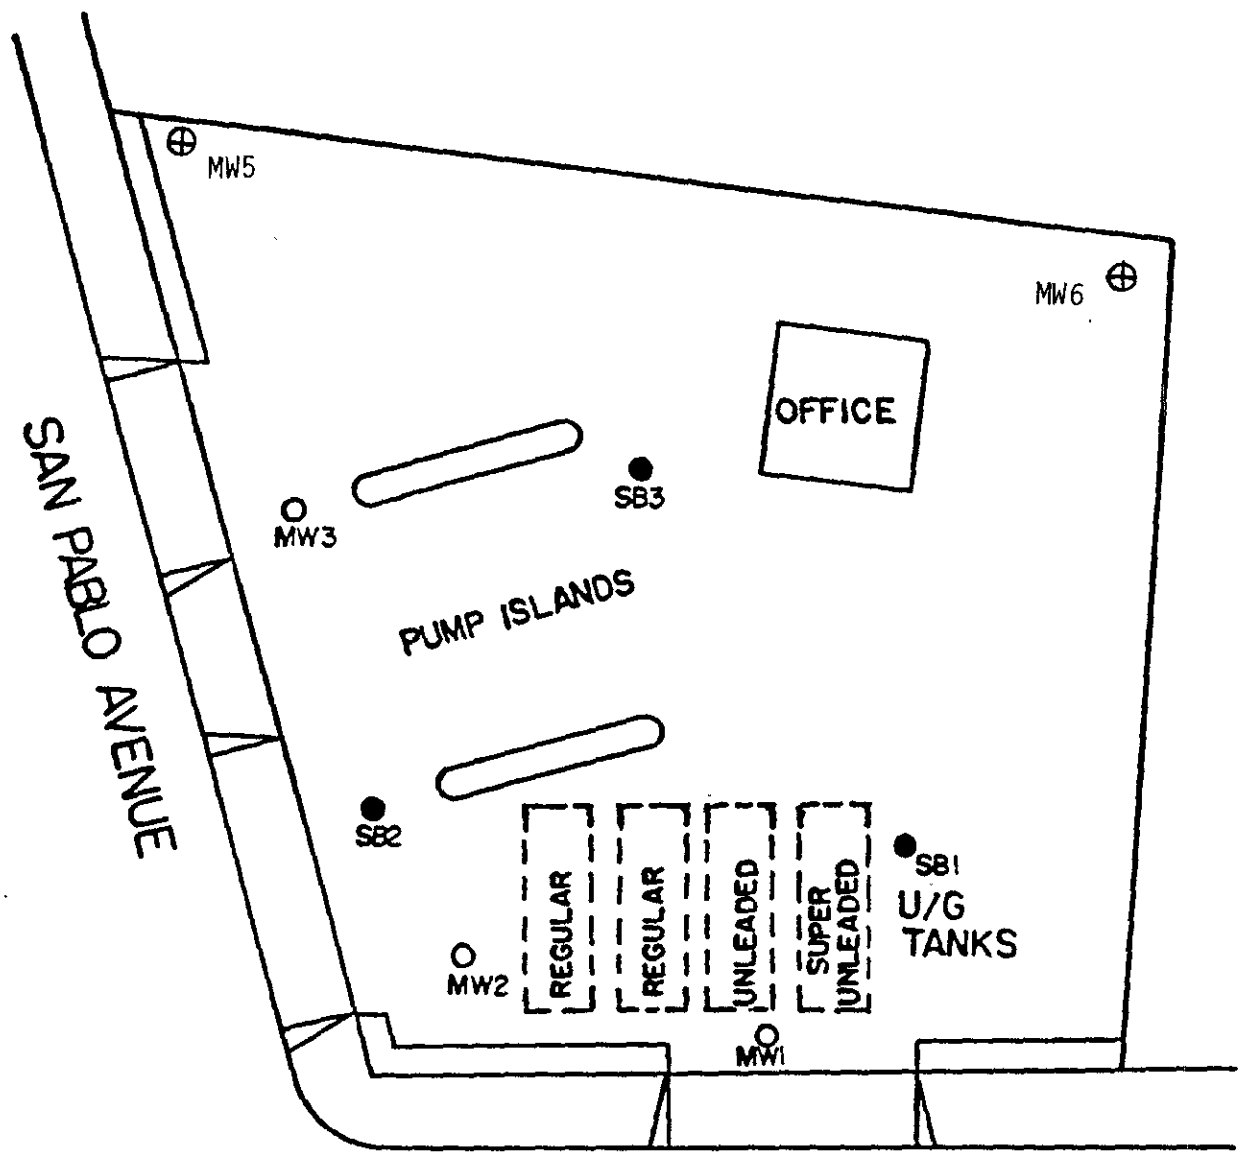 MW5
MW6
OFFICE
SB3
MW3
SAN PABLO AVENUE
PUMP ISLANDS
SB2
SB1
U/G
TANKS
REGULAR
REGULAR
UNLEADED
SUPER
UNLEADED
MW2
MW1